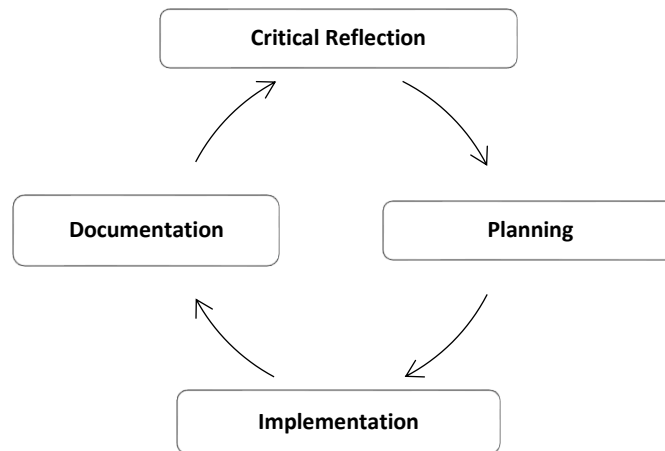 Critical Reflection
Documentation
Planning
Implementation